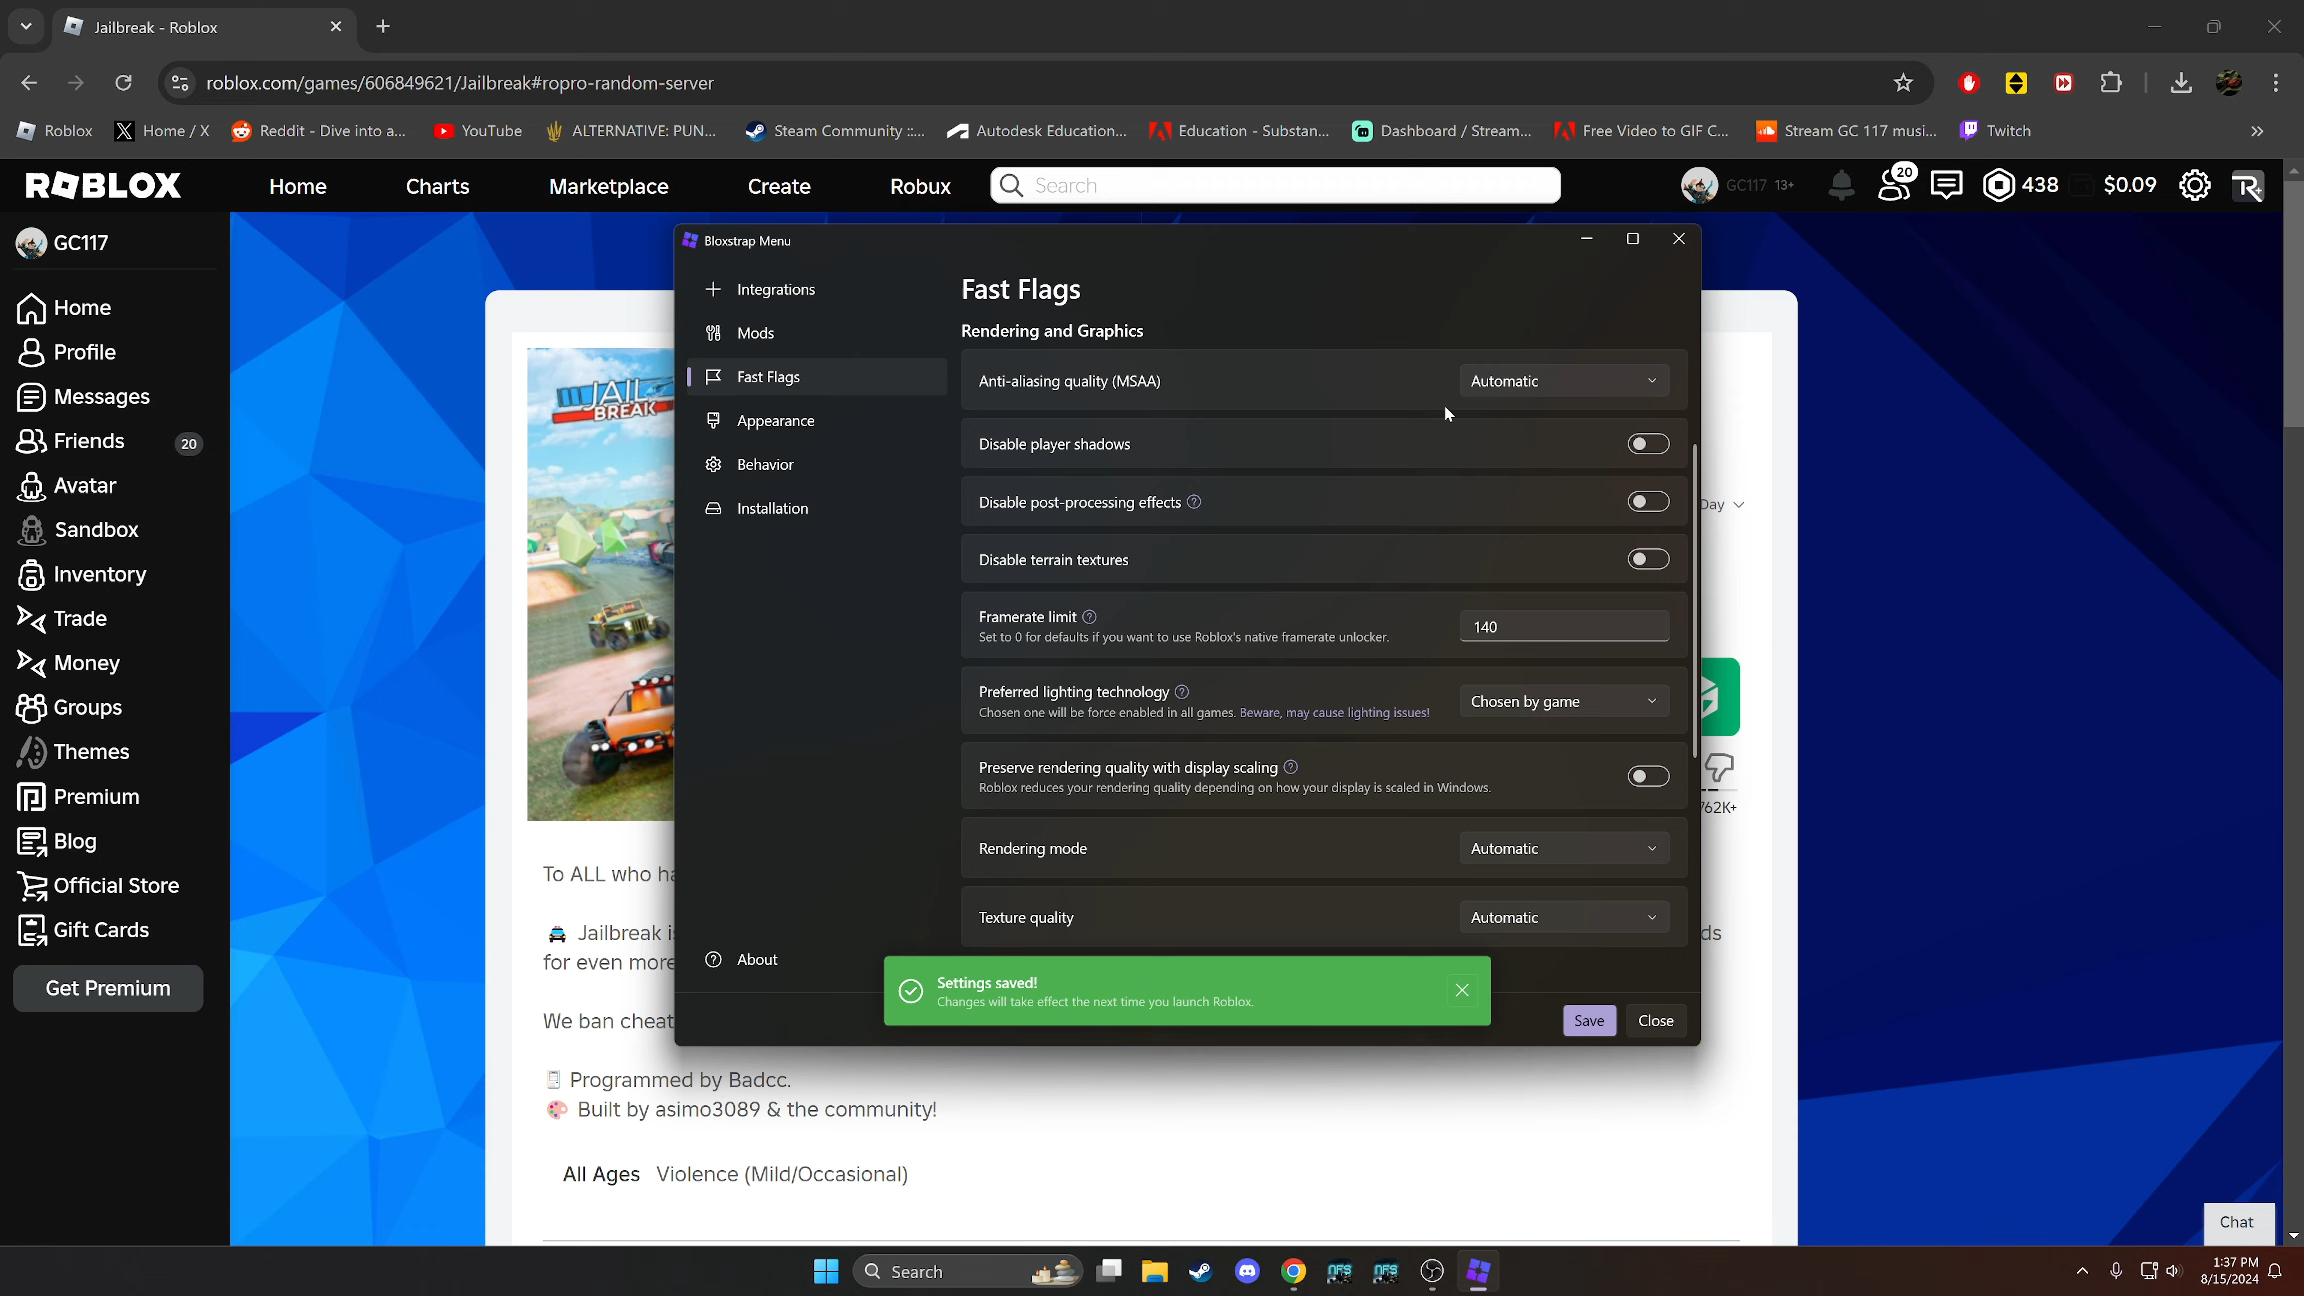 Jailbreak - Roblox
roblox.com/games/606849621/Jailbreak#ropro-random-server
Roblox
Home / X
Reddit - Dive into a...
YouTube
ALTERNATIVE: PUN...
Steam Community ::...
Autodesk Education...
Education - Substan...
Dashboard / Stream...
Free Video to GIF C...
Stream GC 117 musi...
Twitch
ROBLOX
Home
Charts
Marketplace
Create
Robux
Search
GC117 13+
20
438
$0.09
GC117
Home
Profile
Messages
Friends 20
Avatar
Sandbox
Inventory
Trade
Money
Groups
Themes
Premium
Blog
Official Store
Gift Cards
Get Premium
JAIL
BREAK
Bloxstrap Menu
Integrations
Mods
Fast Flags
Appearance
Behavior
Installation
About
Fast Flags
Rendering and Graphics
Anti-aliasing quality (MSAA) Automatic
Disable player shadows
Disable post-processing effects
Disable terrain textures
Framerate limit
Set to 0 for defaults if you want to use Roblox's native framerate unlocker.
140
Preferred lighting technology
Chosen one will be force enabled in all games. Beware, may cause lighting issues!
Chosen by game
Preserve rendering quality with display scaling
Roblox reduces your rendering quality depending on how your display is scaled in Windows.
Rendering mode Automatic
Texture quality Automatic
Settings saved!
Changes will take effect the next time you launch Roblox.
Save
Close
Day
762K+
To ALL who ha
Jailbreak i
ds
for even more
We ban cheat
Programmed by Badcc.
Built by asimo3089 & the community!
All Ages Violence (Mild/Occasional)
Chat
Search
NFS
NFS
1:37 PM
8/15/2024